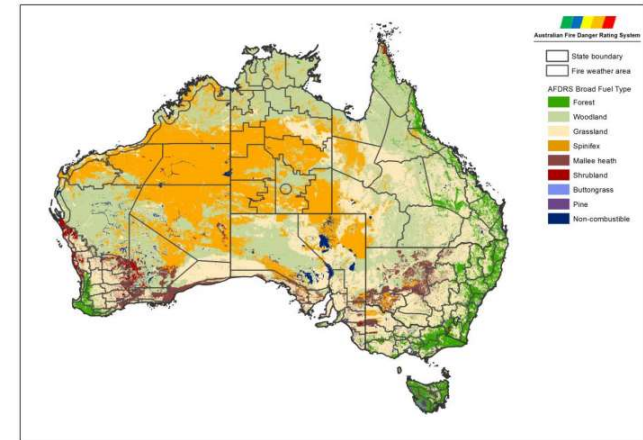 Australian Fire Danger Rating System
State boundary
Fire weather area
AFDRS Broad Fuel Type
Forest
Woodland
Grassland
Spinifex
Mallee heath
Shrubland
Buttongrass
Pine
Non-combustible